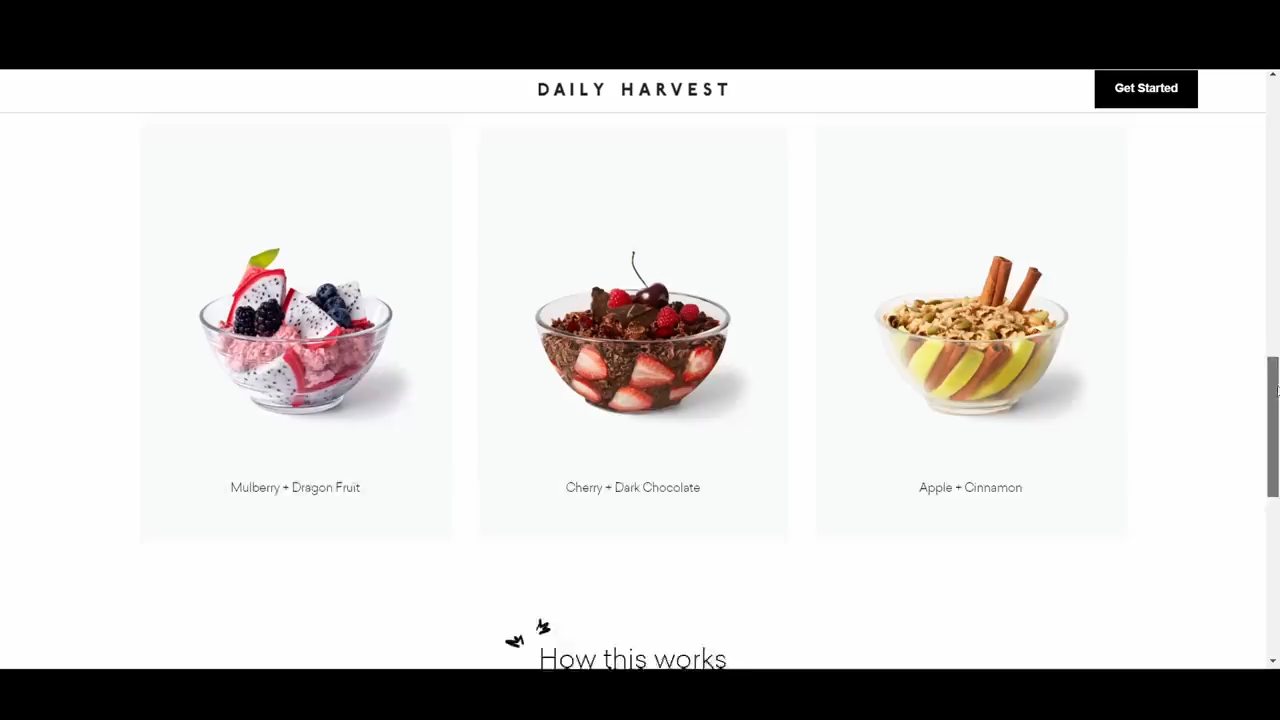 DAILY HARVEST
Get Started
Mulberry + Dragon Fruit
Cherry + Dark Chocolate
Apple + Cinnamon
How this works